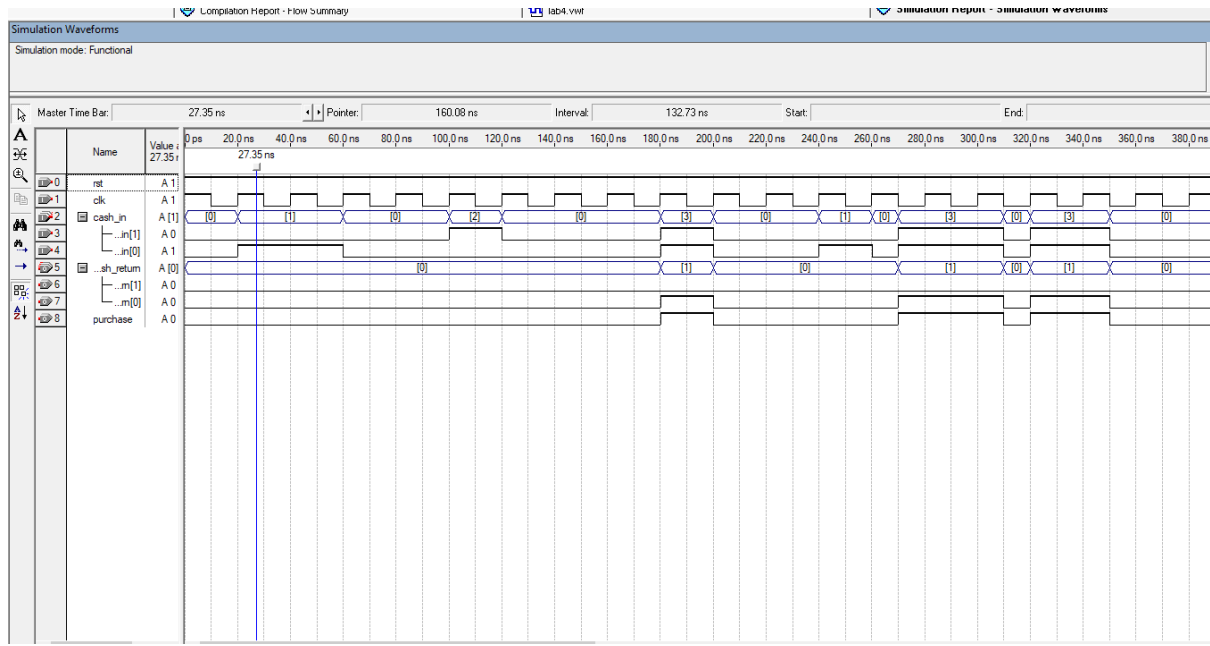 Compilation Report - Flow Summary lab4.vwf Simulation Report - Simulation Waveforms
Simulation Waveforms
Simulation mode: Functional
Master Time Bar: 27.35 ns Pointer: 160.08 ns Interval: 132.73 ns Start: End:
Name Value a 27.35 n
0 ps 20.0 ns 40.0 ns 60.0 ns 80.0 ns 100.0 ns 120.0 ns 140.0 ns 160.0 ns 180.0 ns 200.0 ns 220.0 ns 240.0 ns 260.0 ns 280.0 ns 300.0 ns 320.0 ns 340.0 ns 360.0 ns 380.0 ns
27.35 ns
0 rst A 1
1 clk A 1
2 cash_in A [1] [0] [1] [0] [2] [0] [3] [0] [1] [0] [3] [0] [3] [0]
3 ...in[1] A 0
4 ...in[0] A 1
5 ...sh_return A [0] [0] [1] [0] [1] [0] [1] [0]
6 ...m[1] A 0
7 ...m[0] A 0
8 purchase A 0